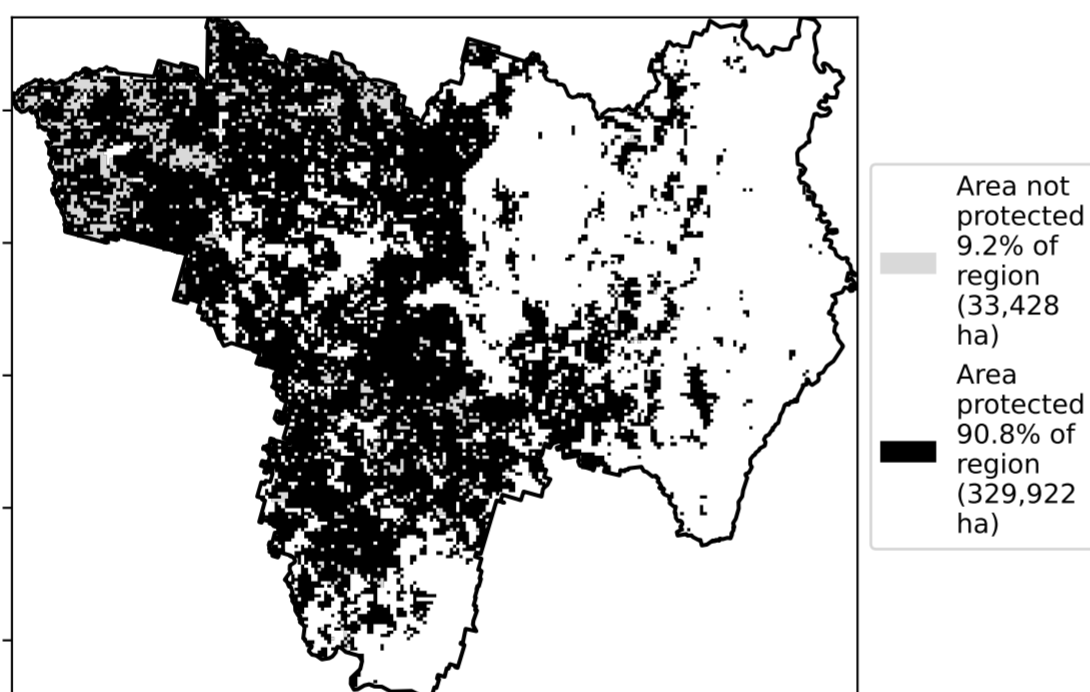 Area not
protected
9.2% of
region
(33,428
ha)
Area
protected
90.8% of
region
(329,922
ha)